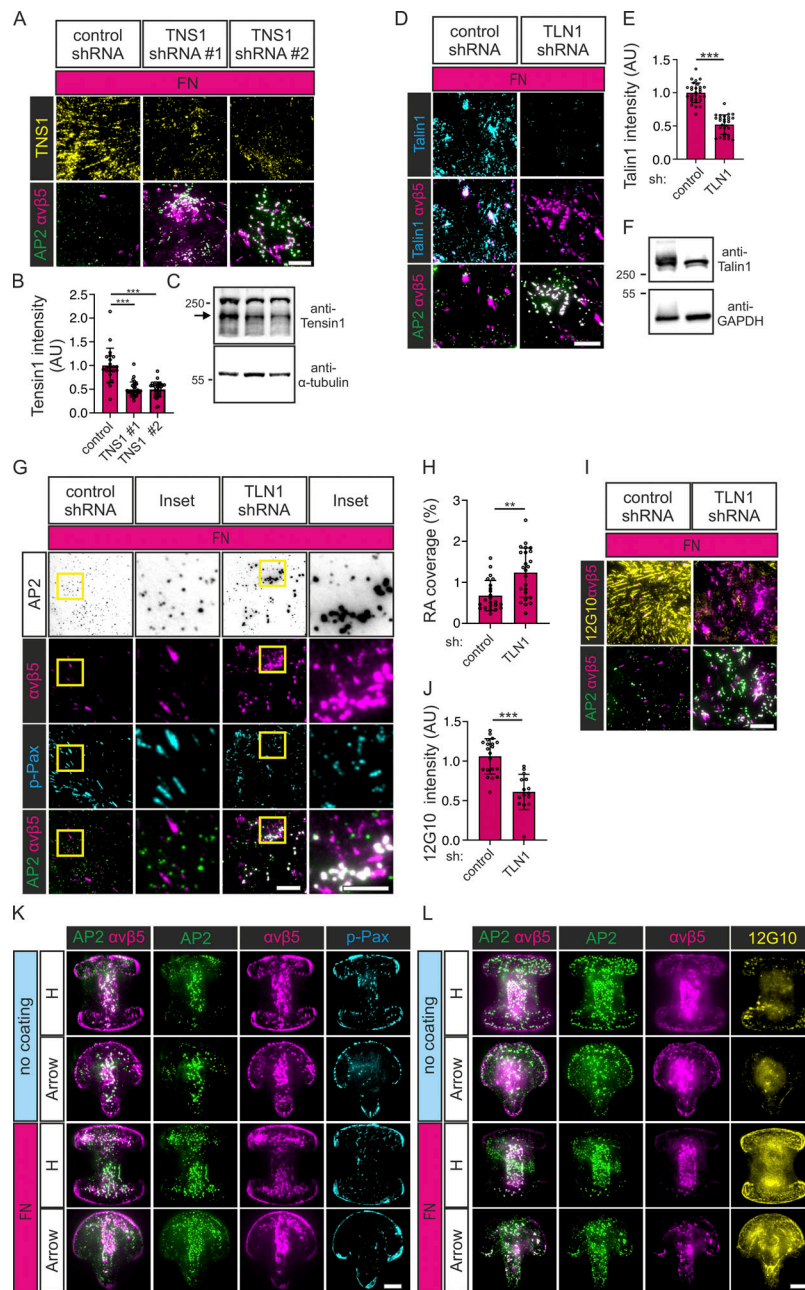 A
control shRNA
TNS1 shRNA #1
TNS1 shRNA #2
FN
TNS1
AP2 αvβ5
B
Tensin1 intensity (AU)
2.5
2.0
1.5
1.0
0.5
0.0
***
***
control
TNS1 #1
TNS1 #2
C
250
55
anti-Tensin1
anti-α-tubulin
D
control shRNA
TLN1 shRNA
FN
Talin1
Talin1 αvβ5
AP2 αvβ5
E
Talin1 intensity (AU)
1.5
1.0
0.5
0.0
***
sh:
control
TLN1
F
250
55
anti-Talin1
anti-GAPDH
G
control shRNA
Inset
TLN1 shRNA
Inset
FN
AP2
αvβ5
p-Pax
AP2 αvβ5
H
RA coverage (%)
3
2
1
0
**
sh:
control
TLN1
I
control shRNA
TLN1 shRNA
FN
12G10 αvβ5
AP2 αvβ5
J
12G10 intensity (AU)
1.5
1.0
0.5
0.0
***
sh:
control
TLN1
K
AP2 αvβ5
AP2
αvβ5
p-Pax
no coating
H
Arrow
FN
H
Arrow
L
AP2 αvβ5
AP2
αvβ5
12G10
no coating
H
Arrow
FN
H
Arrow